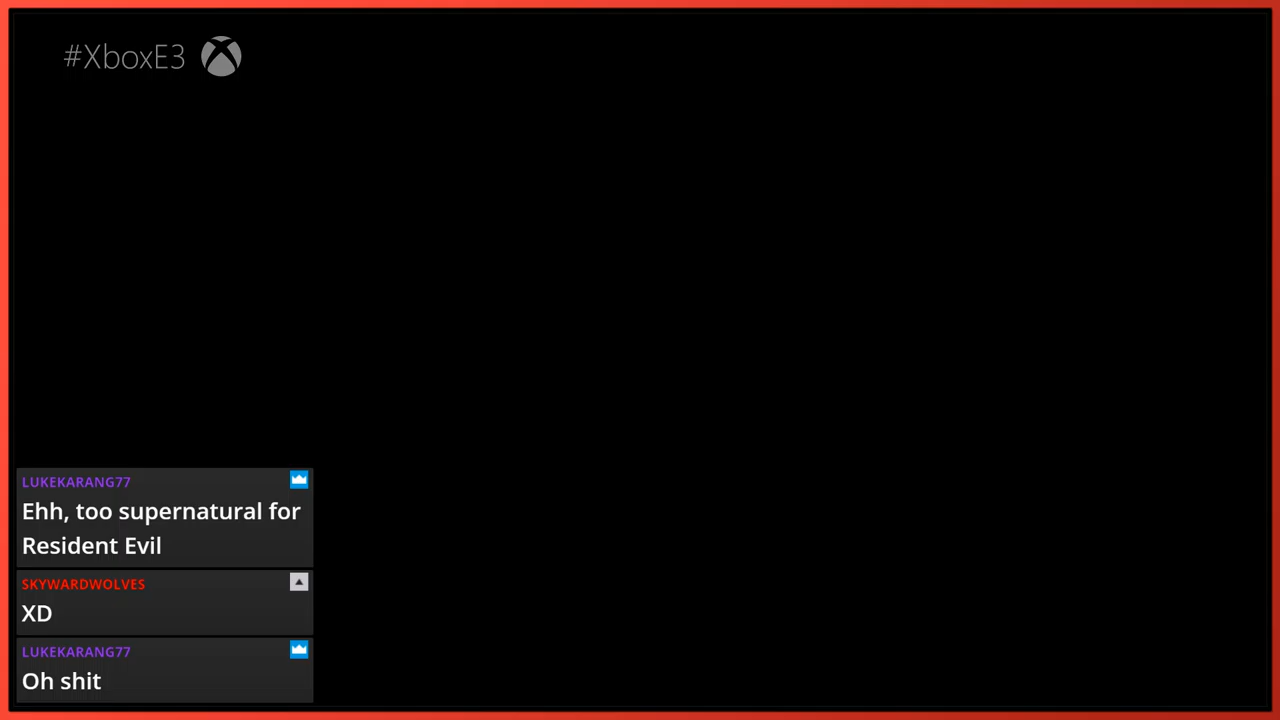 #XboxE3
LUKEKARANG77
Ehh, too supernatural for
Resident Evil
SKYWARDWOLVES
XD
LUKEKARANG77
Oh shit